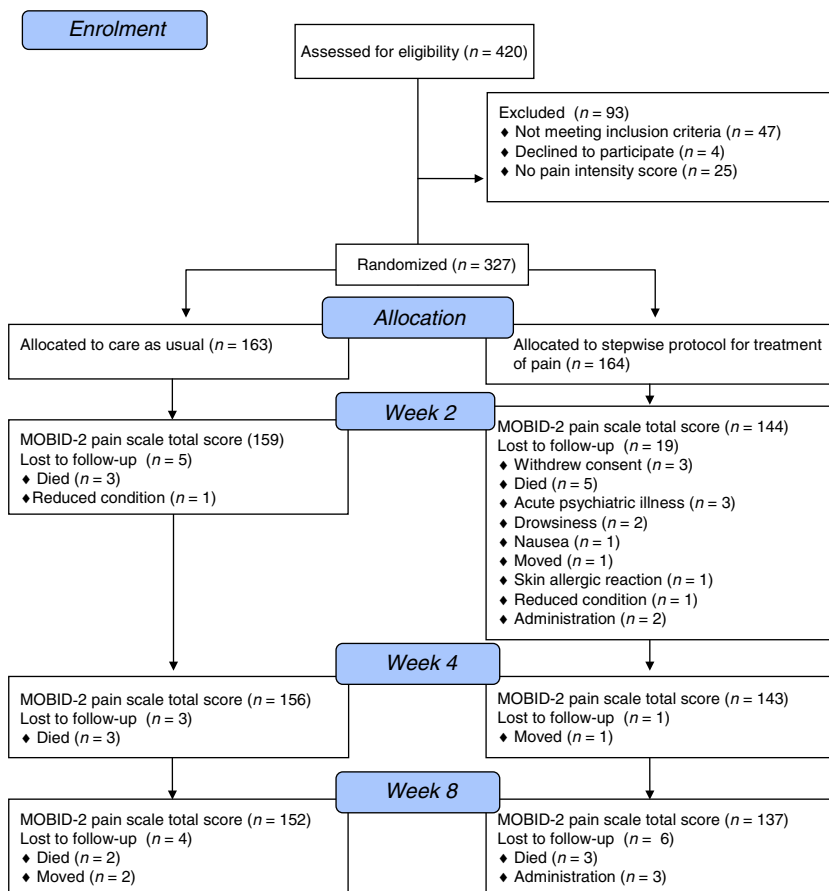 Enrolment
Assessed for eligibility (n = 420)
Excluded (n = 93)
♦ Not meeting inclusion criteria (n = 47)
♦ Declined to participate (n = 4)
♦ No pain intensity score (n = 25)
Randomized (n = 327)
Allocation
Allocated to care as usual (n = 163)
Allocated to stepwise protocol for treatment
of pain (n = 164)
Week 2
MOBID-2 pain scale total score (159)
Lost to follow-up (n = 5)
♦ Died (n = 3)
♦Reduced condition (n = 1)
MOBID-2 pain scale total score (n = 144)
Lost to follow-up (n = 19)
♦ Withdrew consent (n = 3)
♦ Died (n = 5)
♦ Acute psychiatric illness (n = 3)
♦ Drowsiness (n = 2)
♦ Nausea (n = 1)
♦ Moved (n = 1)
♦ Skin allergic reaction (n = 1)
♦ Reduced condition (n = 1)
♦ Administration (n = 2)
Week 4
MOBID-2 pain scale total score (n = 156)
Lost to follow-up (n = 3)
♦ Died (n = 3)
MOBID-2 pain scale total score (n = 143)
Lost to follow-up (n = 1)
♦ Moved (n = 1)
Week 8
MOBID-2 pain scale total score (n = 152)
Lost to follow-up (n = 4)
♦ Died (n = 2)
♦ Moved (n = 2)
MOBID-2 pain scale total score (n = 137)
Lost to follow-up (n = 6)
♦ Died (n = 3)
♦ Administration (n = 3)